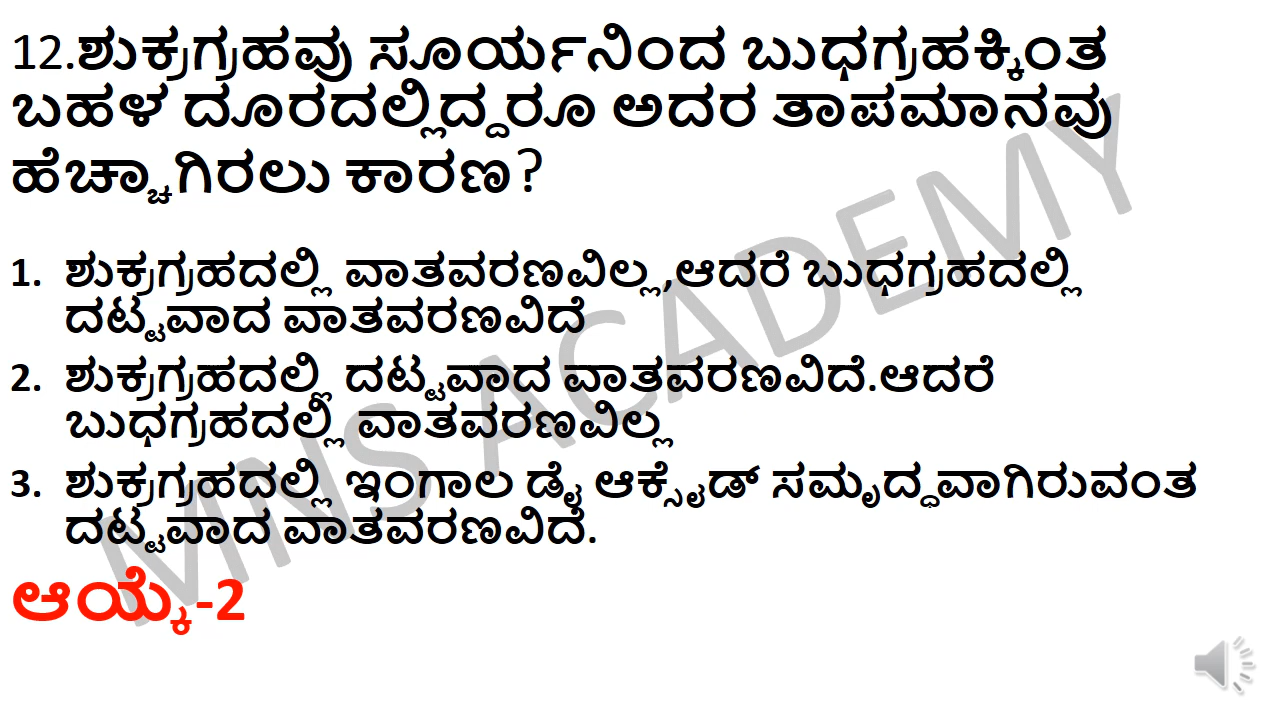 12.ಶುಕ್ರಗ್ರಹವು ಸೂರ್ಯನಿಂದ ಬುಧಗ್ರಹಕ್ಕಿಂತ
ಬಹಳ ದೂರದಲ್ಲಿದ್ದರೂ ಅದರ ತಾಪಮಾನವು
ಹೆಚ್ಚಾಗಿರಲು ಕಾರಣ?
1. ಶುಕ್ರಗ್ರಹದಲ್ಲಿ ವಾತವರಣವಿಲ್ಲ,ಆದರೆ ಬುಧಗ್ರಹದಲ್ಲಿ
ದಟ್ಟವಾದ ವಾತವರಣವಿದೆ
2. ಶುಕ್ರಗ್ರಹದಲ್ಲಿ ದಟ್ಟವಾದ ವಾತವರಣವಿದೆ.ಆದರೆ
ಬುಧಗ್ರಹದಲ್ಲಿ ವಾತವರಣವಿಲ್ಲ
3. ಶುಕ್ರಗ್ರಹದಲ್ಲಿ ಇಂಗಾಲ ಡೈ ಆಕ್ಸೈಡ್ ಸಮೃದ್ಧವಾಗಿರುವಂತ
ದಟ್ಟವಾದ ವಾತವರಣವಿದೆ.
ಆಯ್ಕೆ-2
MNS ACADEMY